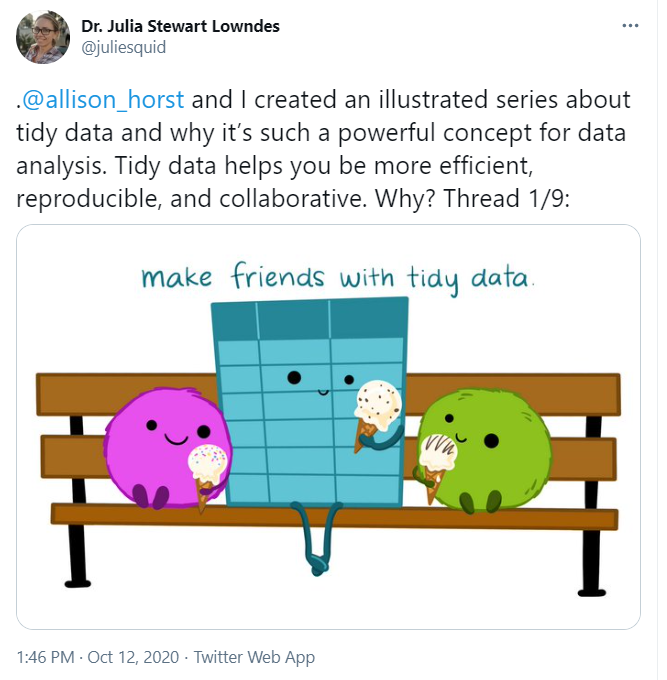 Dr. Julia Stewart Lowndes
@juliesquid
.@allison_horst and I created an illustrated series about
tidy data and why it’s such a powerful concept for data
analysis. Tidy data helps you be more efficient,
reproducible, and collaborative. Why? Thread 1/9:
make friends with tidy data.
1:46 PM · Oct 12, 2020 · Twitter Web App